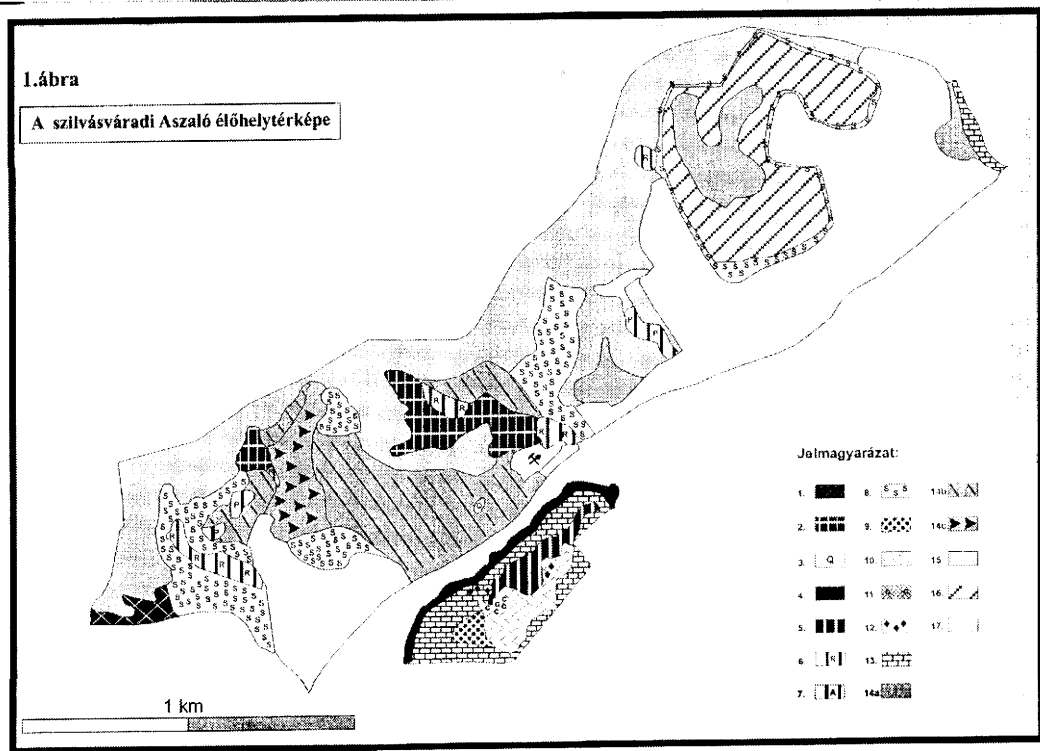 1.ábra
A szilvásváradi Aszaló élőhelytérképe
Jelmagyarázat:
1.
2.
3. Q
4.
5.
6. R
7. A
8. S S S
9.
10.
11.
12.
13.
14a
14b
14c
15
16.
17.
1 km